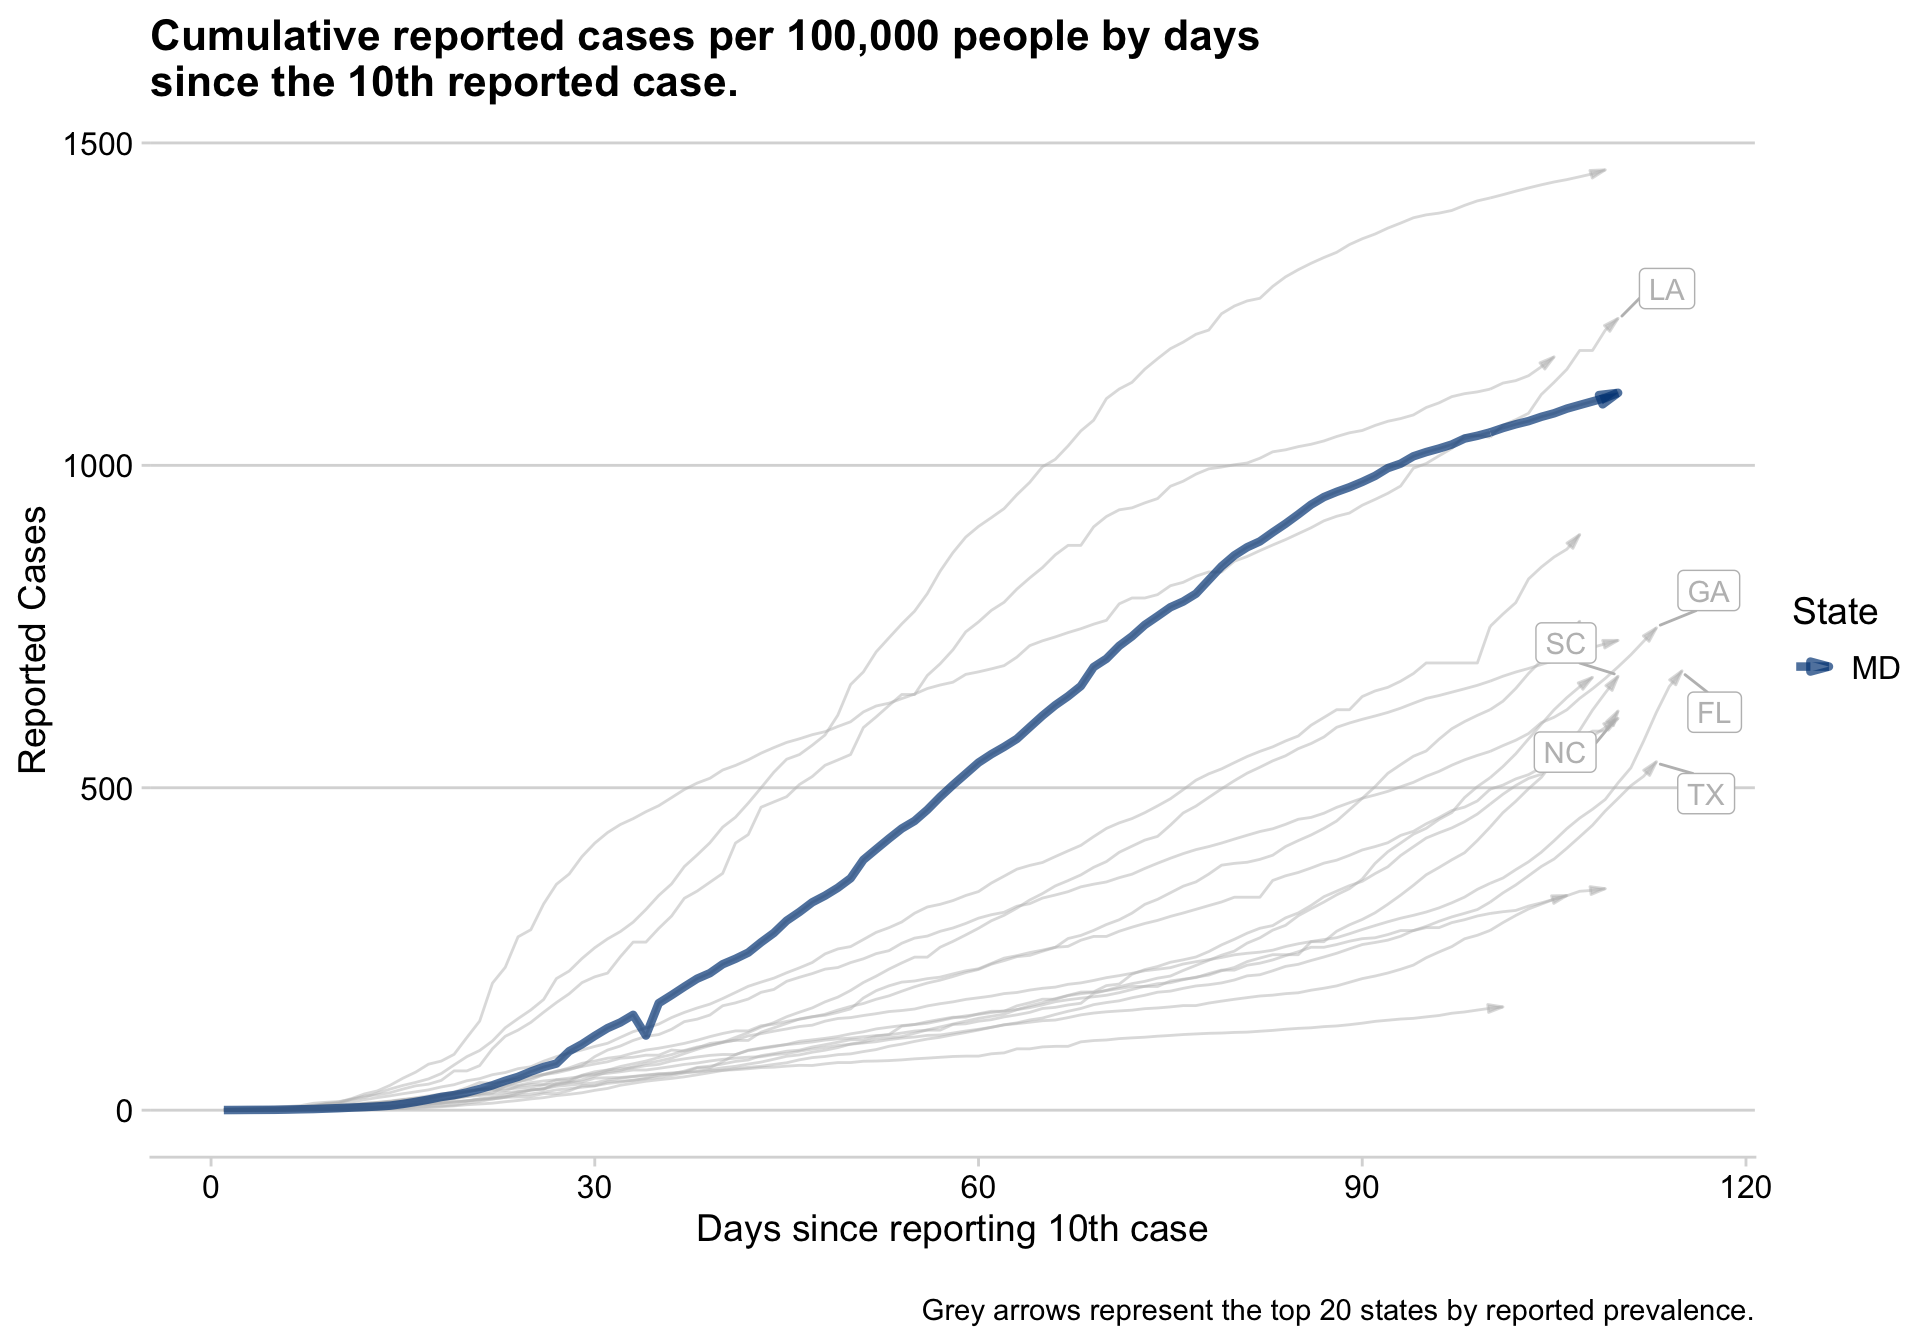 Cumulative reported cases per 100,000 people by days
since the 10th reported case.
1500
1000
500
0
Reported Cases
LA
GA
SC
FL
NC
TX
State
MD
0 30 60 90 120
Days since reporting 10th case
Grey arrows represent the top 20 states by reported prevalence.